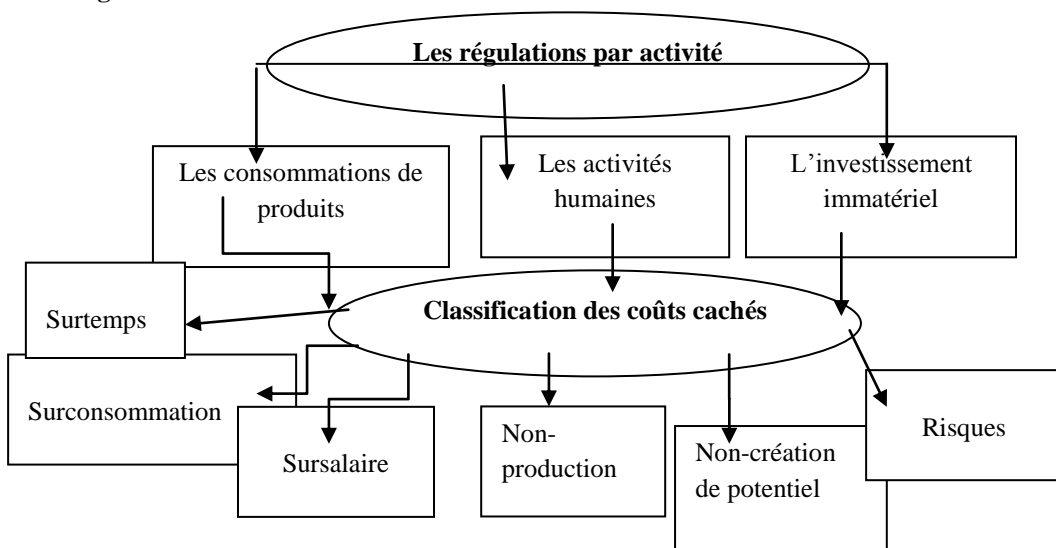 Les régulations par activité
Les consommations de
produits
Les activités
humaines
L’investissement
immatériel
Classification des coûts cachés
Surtemps
Surconsommation
Sursalaire
Non-
production
Non-création
de potentiel
Risques